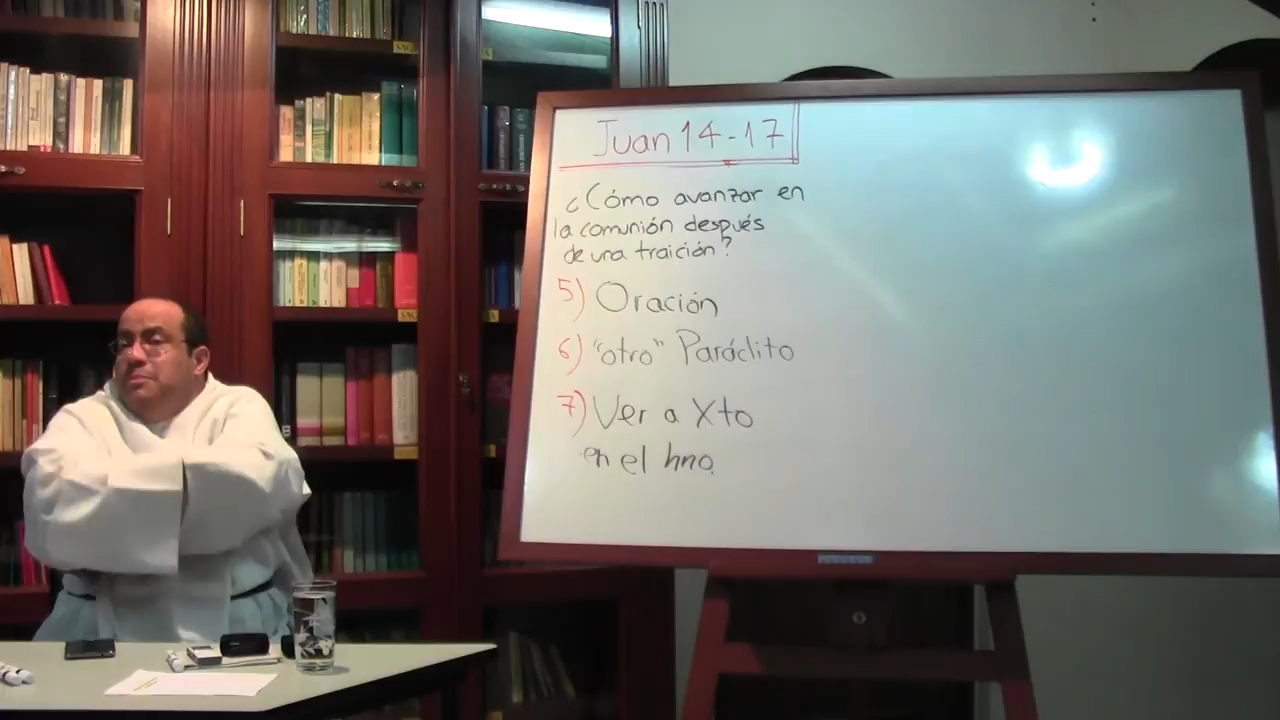 Juan 14-17
¿Cómo avanzar en
la comunión después
de una traición?
5) Oración
6) "otro" Paráclito
7) Ver a Xto
en el hno.